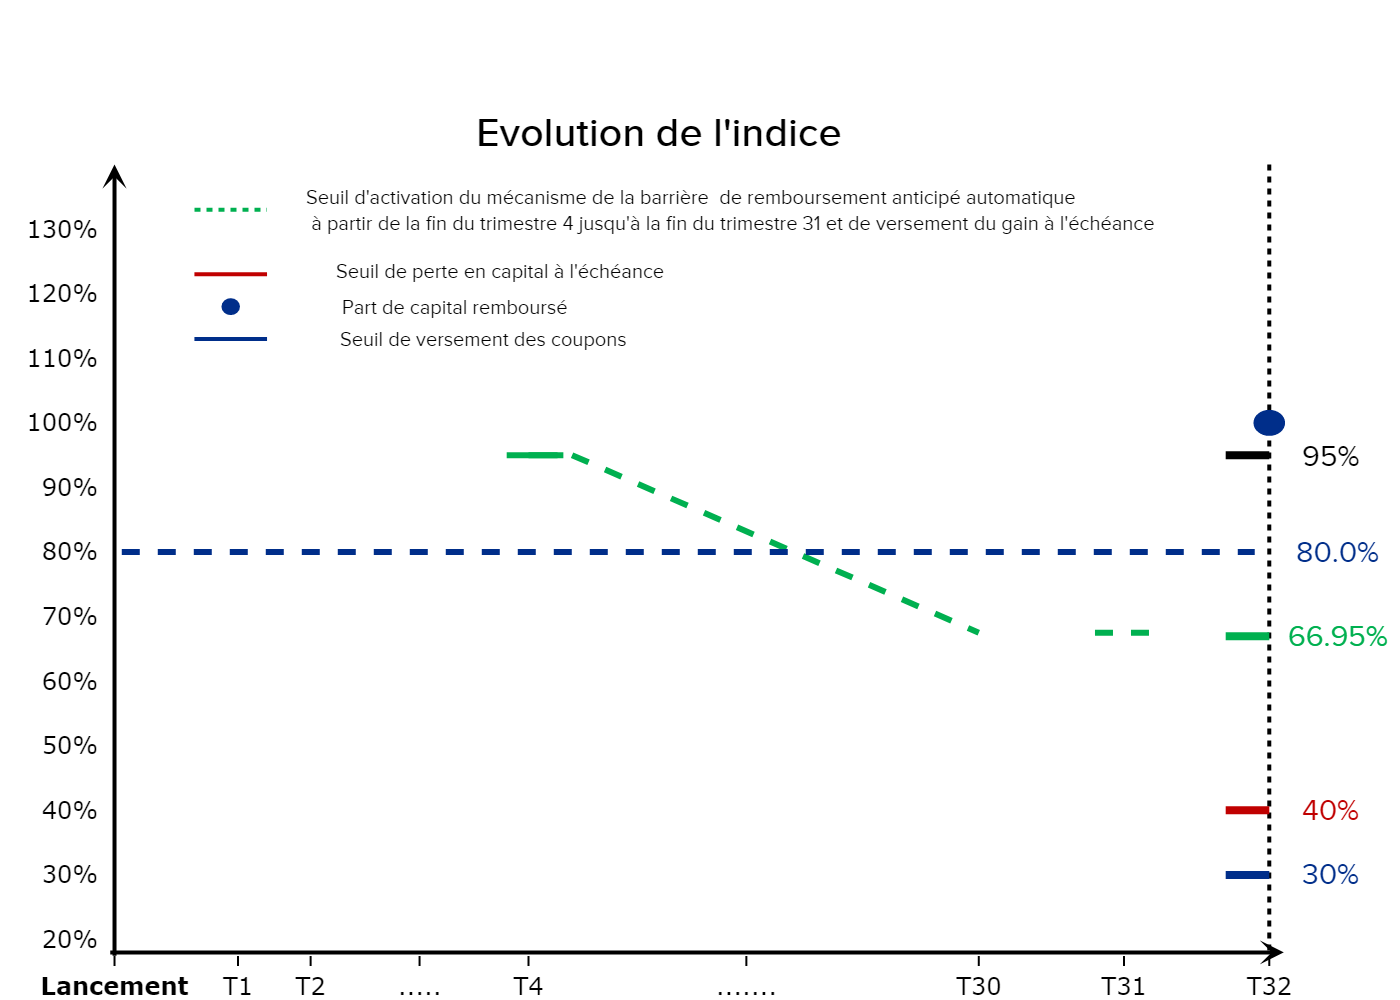 Evolution de l'indice
Seuil d'activation du mécanisme de la barrière  de remboursement anticipé automatique
à partir de la fin du trimestre 4 jusqu'à la fin du trimestre 31 et de versement du gain à l'échéance
Seuil de perte en capital à l'échéance
Part de capital remboursé
Seuil de versement des coupons
130%
120%
110%
100%
90%
80%
70%
60%
50%
40%
30%
20%
95%
80.0%
66.95%
40%
30%
Lancement T1 T2 ..... T4 ....... T30 T31 T32